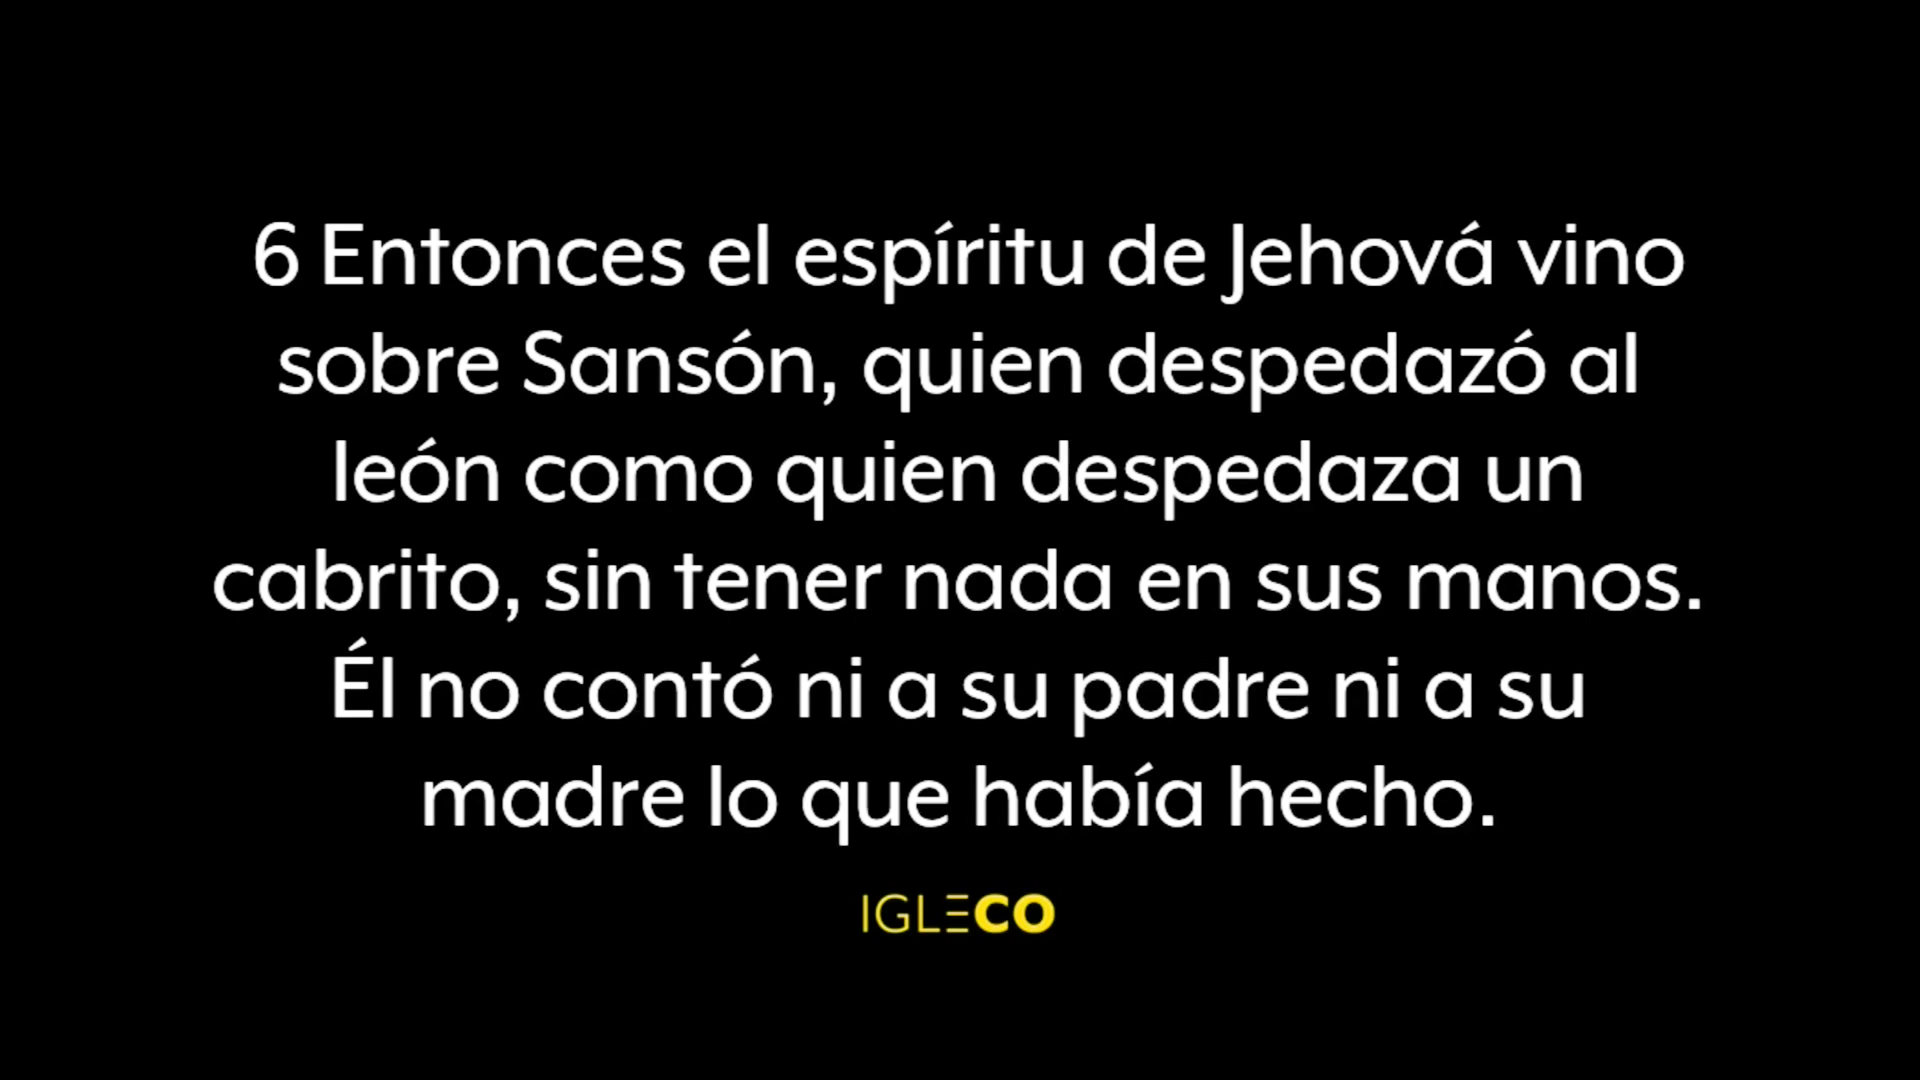 6 Entonces el espíritu de Jehová vino
sobre Sansón, quien despedazó al
león como quien despedaza un
cabrito, sin tener nada en sus manos.
Él no contó ni a su padre ni a su
madre lo que había hecho.
IGLECO